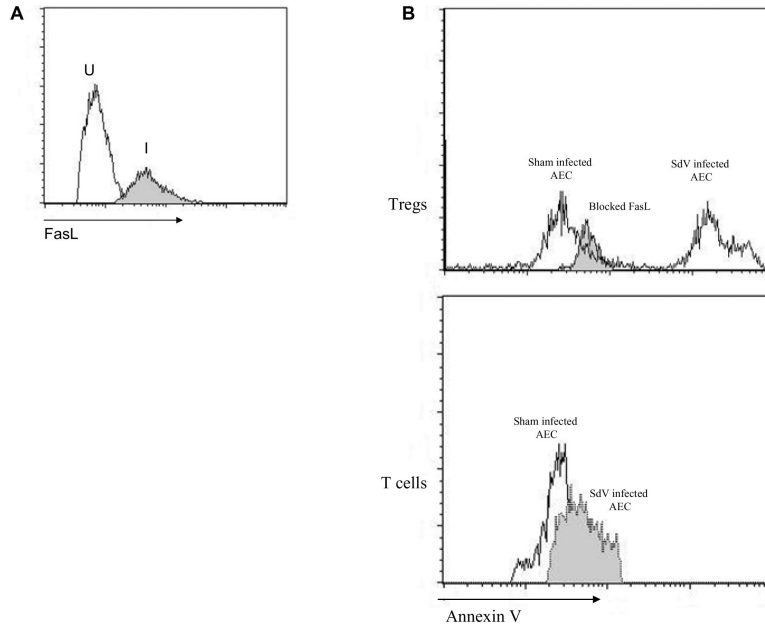 A
U
I
FasL
B
Sham infected
AEC
SdV infected
AEC
Blocked FasL
Tregs
Sham infected
AEC
SdV infected
AEC
T cells
Annexin V